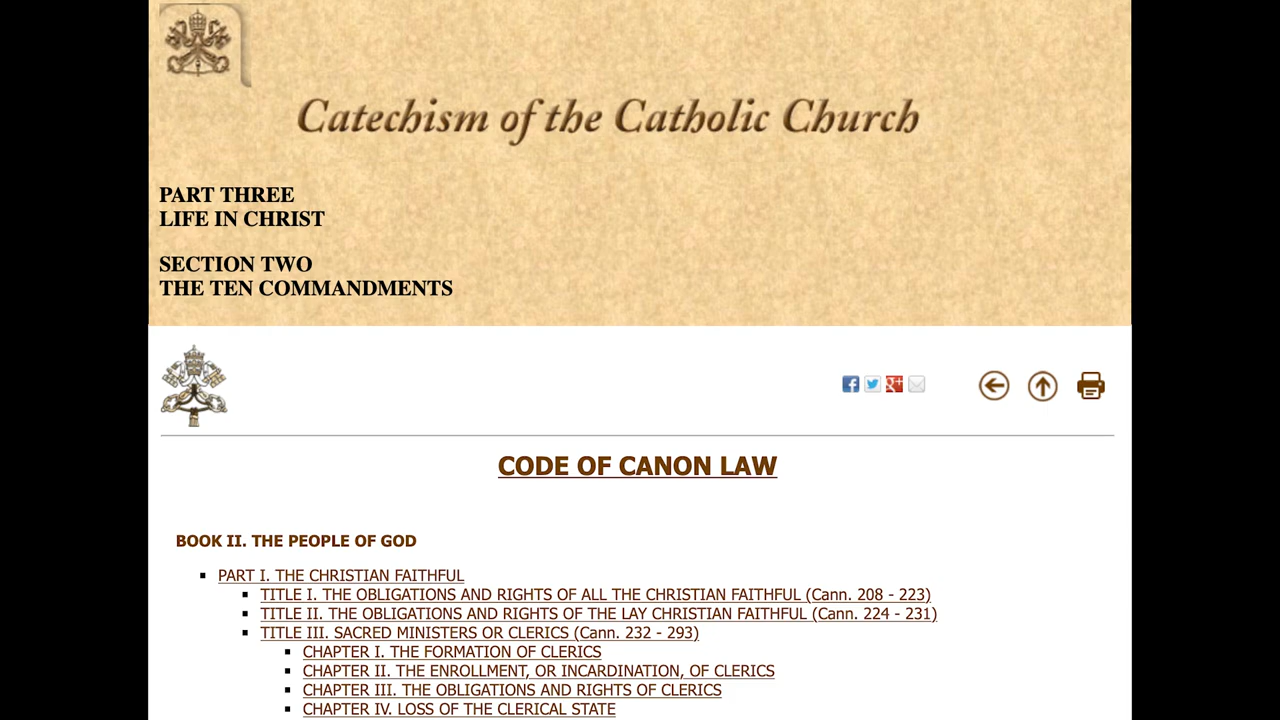 Catechism of the Catholic Church
PART THREE
LIFE IN CHRIST
SECTION TWO
THE TEN COMMANDMENTS
CODE OF CANON LAW
BOOK II. THE PEOPLE OF GOD
PART I. THE CHRISTIAN FAITHFUL
TITLE I. THE OBLIGATIONS AND RIGHTS OF ALL THE CHRISTIAN FAITHFUL (Cann. 208 - 223)
TITLE II. THE OBLIGATIONS AND RIGHTS OF THE LAY CHRISTIAN FAITHFUL (Cann. 224 - 231)
TITLE III. SACRED MINISTERS OR CLERICS (Cann. 232 - 293)
CHAPTER I. THE FORMATION OF CLERICS
CHAPTER II. THE ENROLLMENT, OR INCARDINATION, OF CLERICS
CHAPTER III. THE OBLIGATIONS AND RIGHTS OF CLERICS
CHAPTER IV. LOSS OF THE CLERICAL STATE